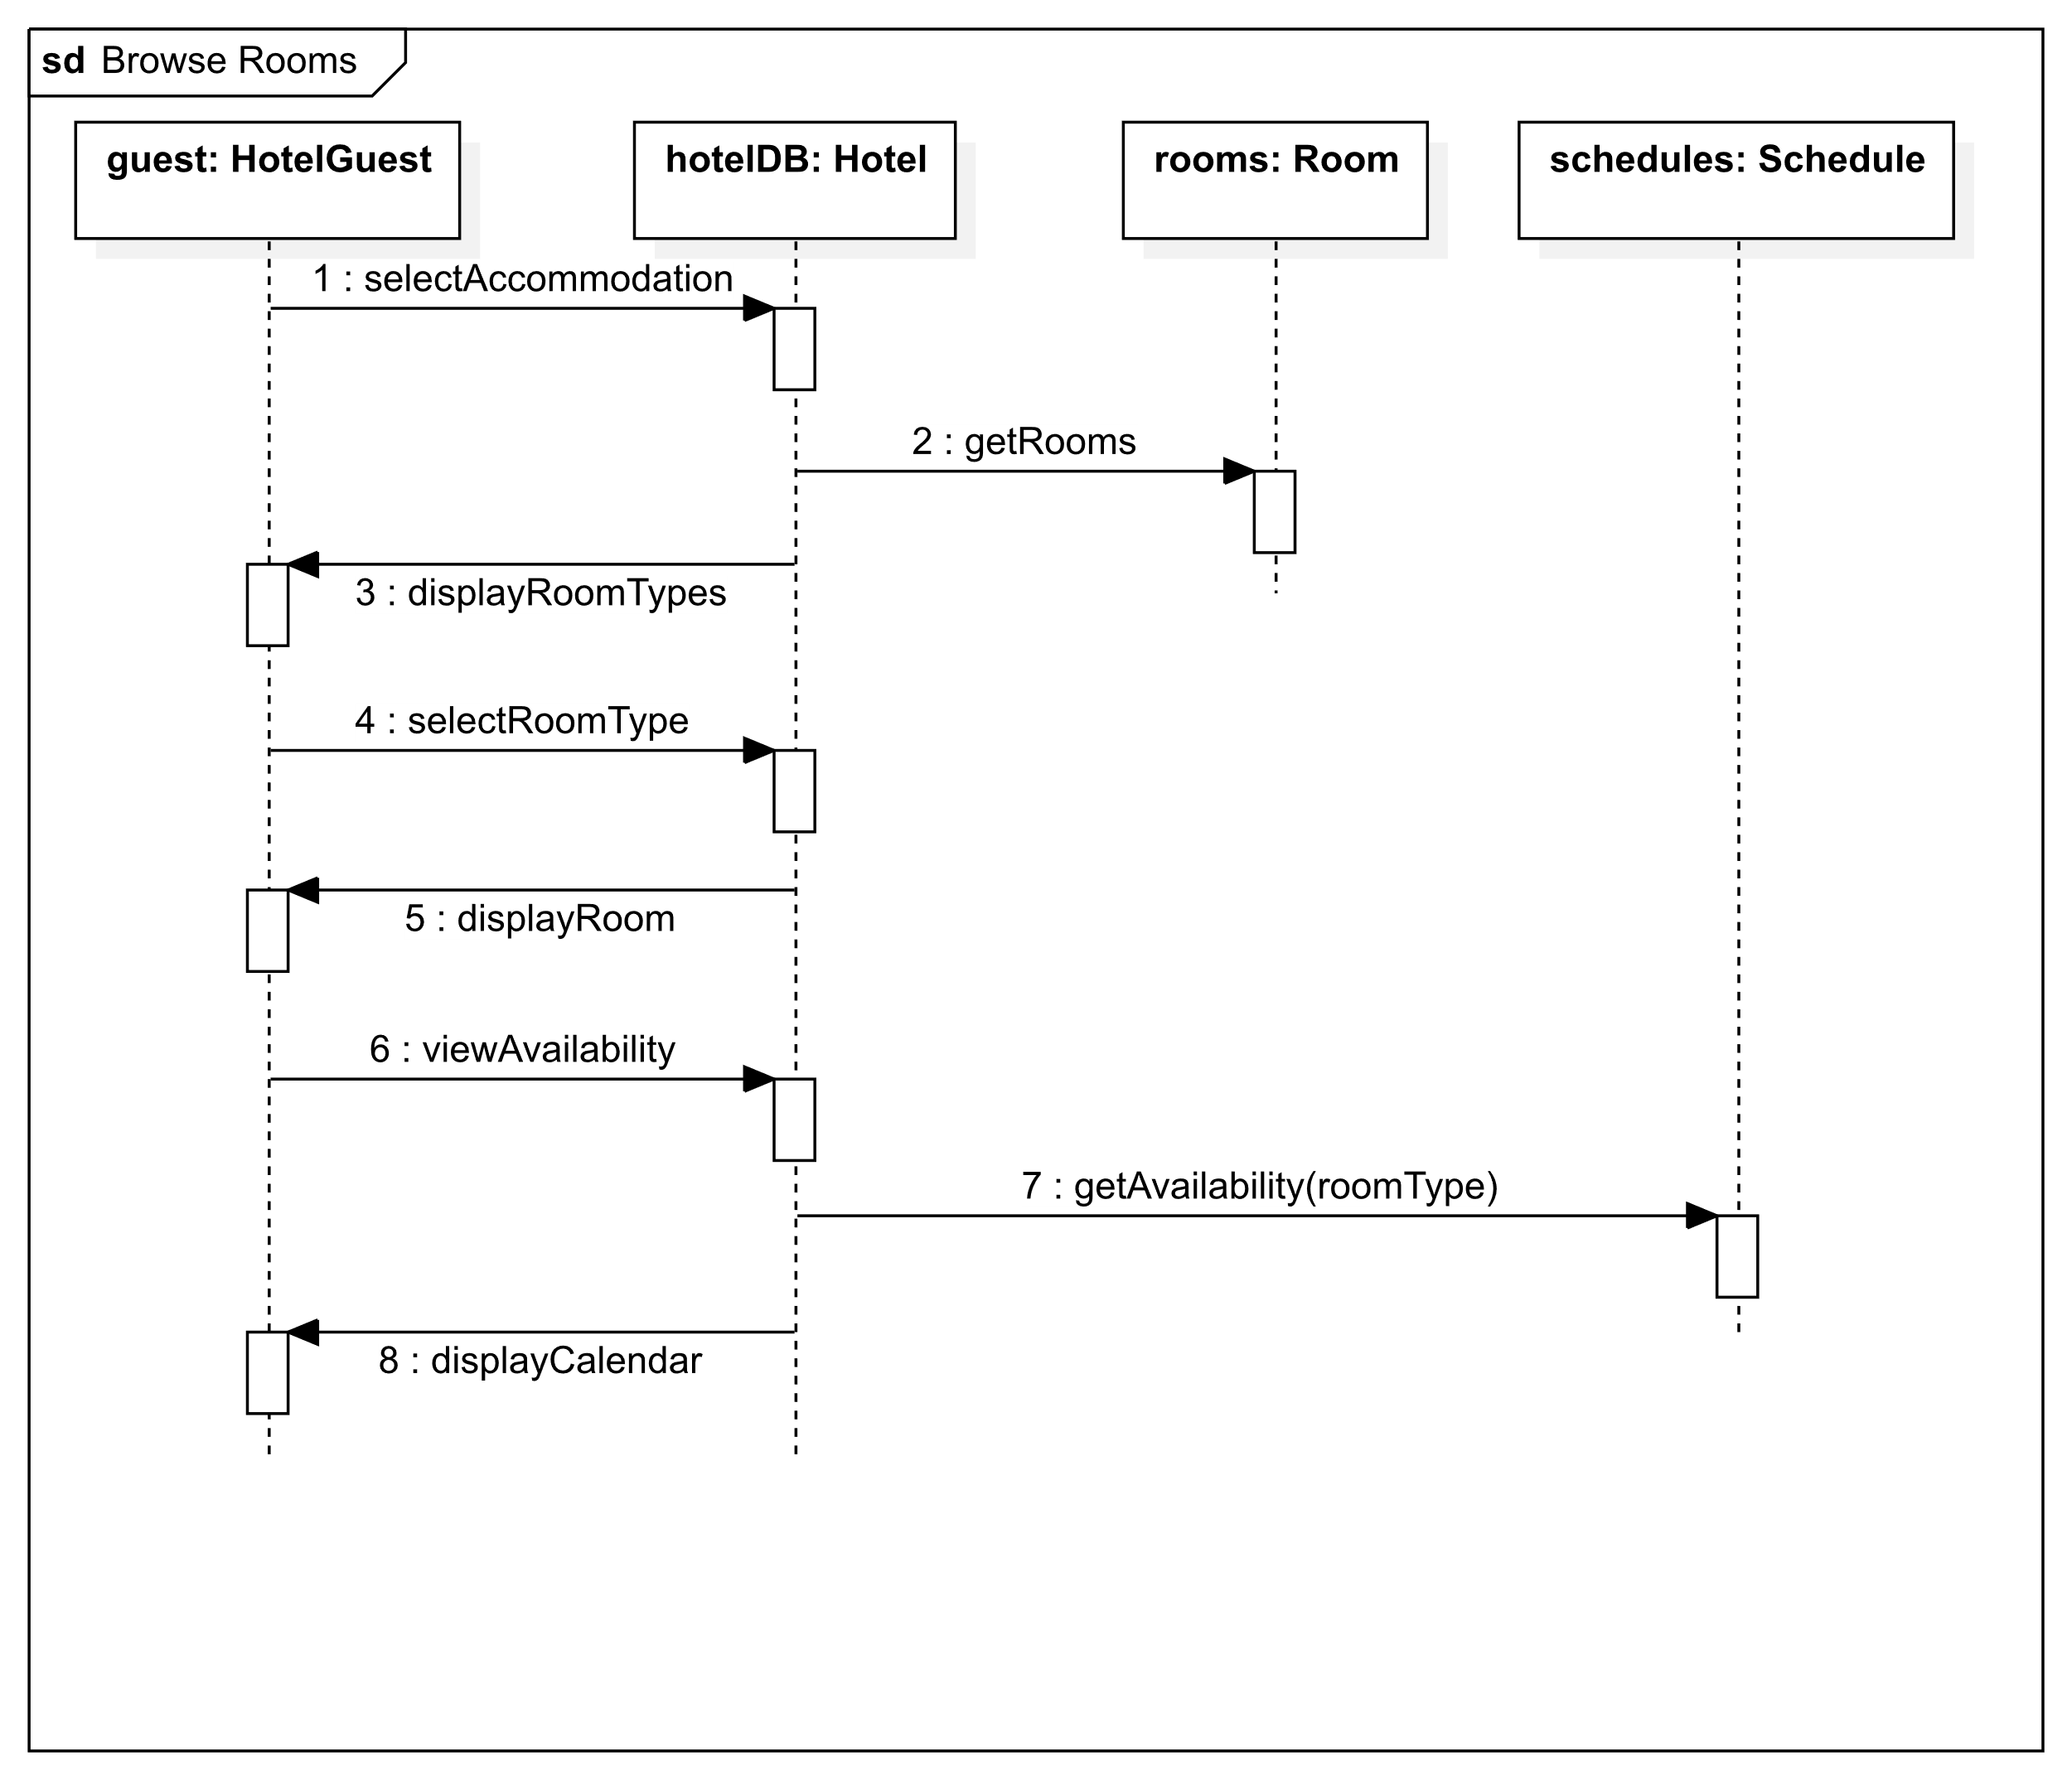 sd Browse Rooms
guest: HotelGuest
hotelDB: Hotel
rooms: Room
schedules: Schedule
1 : selectAccommodation
2 : getRooms
3 : displayRoomTypes
4 : selectRoomType
5 : displayRoom
6 : viewAvailability
7 : getAvailability(roomType)
8 : displayCalendar